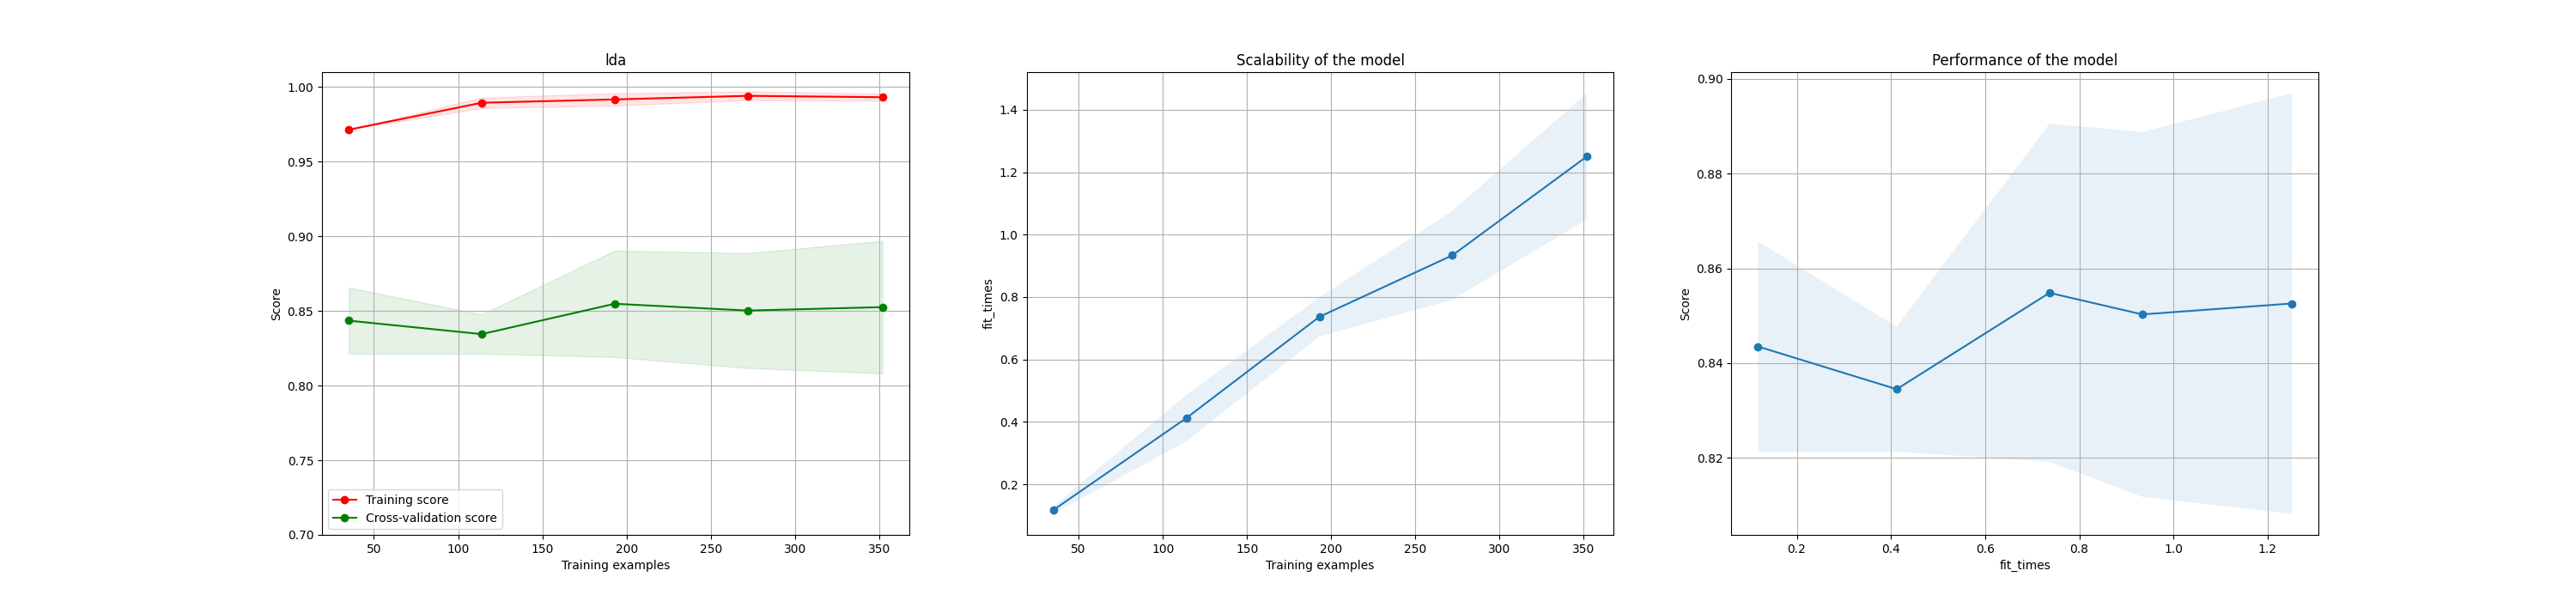 lda
1.00
0.95
0.90
0.85
0.80
0.75
0.70
Score
Training score
Cross-validation score
50 100 150 200 250 300 350
Training examples
Scalability of the model
1.4
1.2
1.0
0.8
0.6
0.4
0.2
fit_times
50 100 150 200 250 300 350
Training examples
Performance of the model
0.90
0.88
0.86
0.84
0.82
Score
0.2 0.4 0.6 0.8 1.0 1.2
fit_times